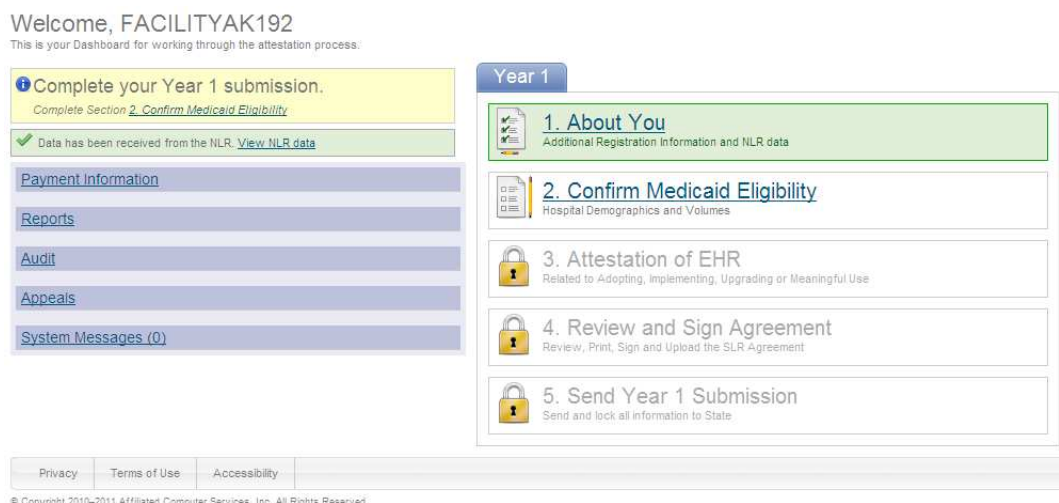 Welcome, FACILITYAK192
This is your Dashboard for working through the attestation process.
Complete your Year 1 submission.
Complete Section 2. Confirm Medicaid Eligibility
Data has been received from the NLR. View NLR data
Payment Information
Reports
Audit
Appeals
System Messages (0)
Year 1
1. About You
Additional Registration Information and NLR data
2. Confirm Medicaid Eligibility
Hospital Demographics and Volumes
3. Attestation of EHR
Related to Adopting, Implementing, Upgrading or Meaningful Use
4. Review and Sign Agreement
Review, Print, Sign and Upload the SLR Agreement
5. Send Year 1 Submission
Send and lock all information to State
Privacy Terms of Use Accessibility
© Copyright 2010-2011 Affiliated Computer Services, Inc. All Rights Reserved